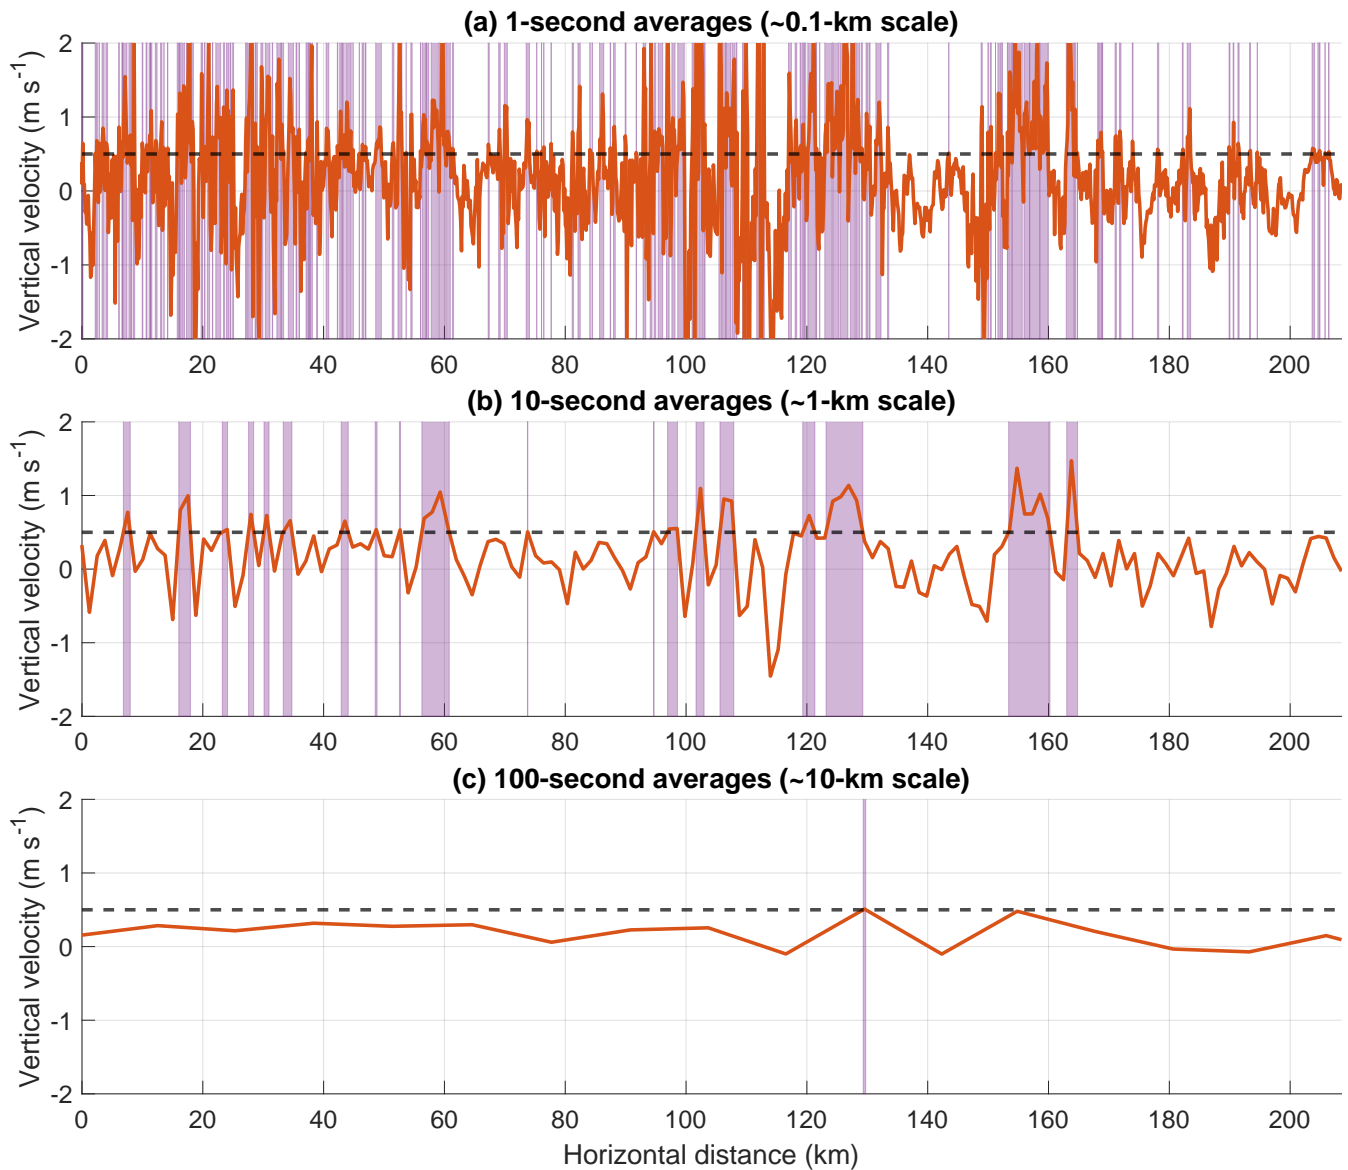 (a) 1-second averages (~0.1-km scale)
Vertical velocity (m s⁻¹)
2
1
0
-1
-2
0 20 40 60 80 100 120 140 160 180 200
(b) 10-second averages (~1-km scale)
Vertical velocity (m s⁻¹)
2
1
0
-1
-2
0 20 40 60 80 100 120 140 160 180 200
(c) 100-second averages (~10-km scale)
Vertical velocity (m s⁻¹)
2
1
0
-1
-2
0 20 40 60 80 100 120 140 160 180 200
Horizontal distance (km)